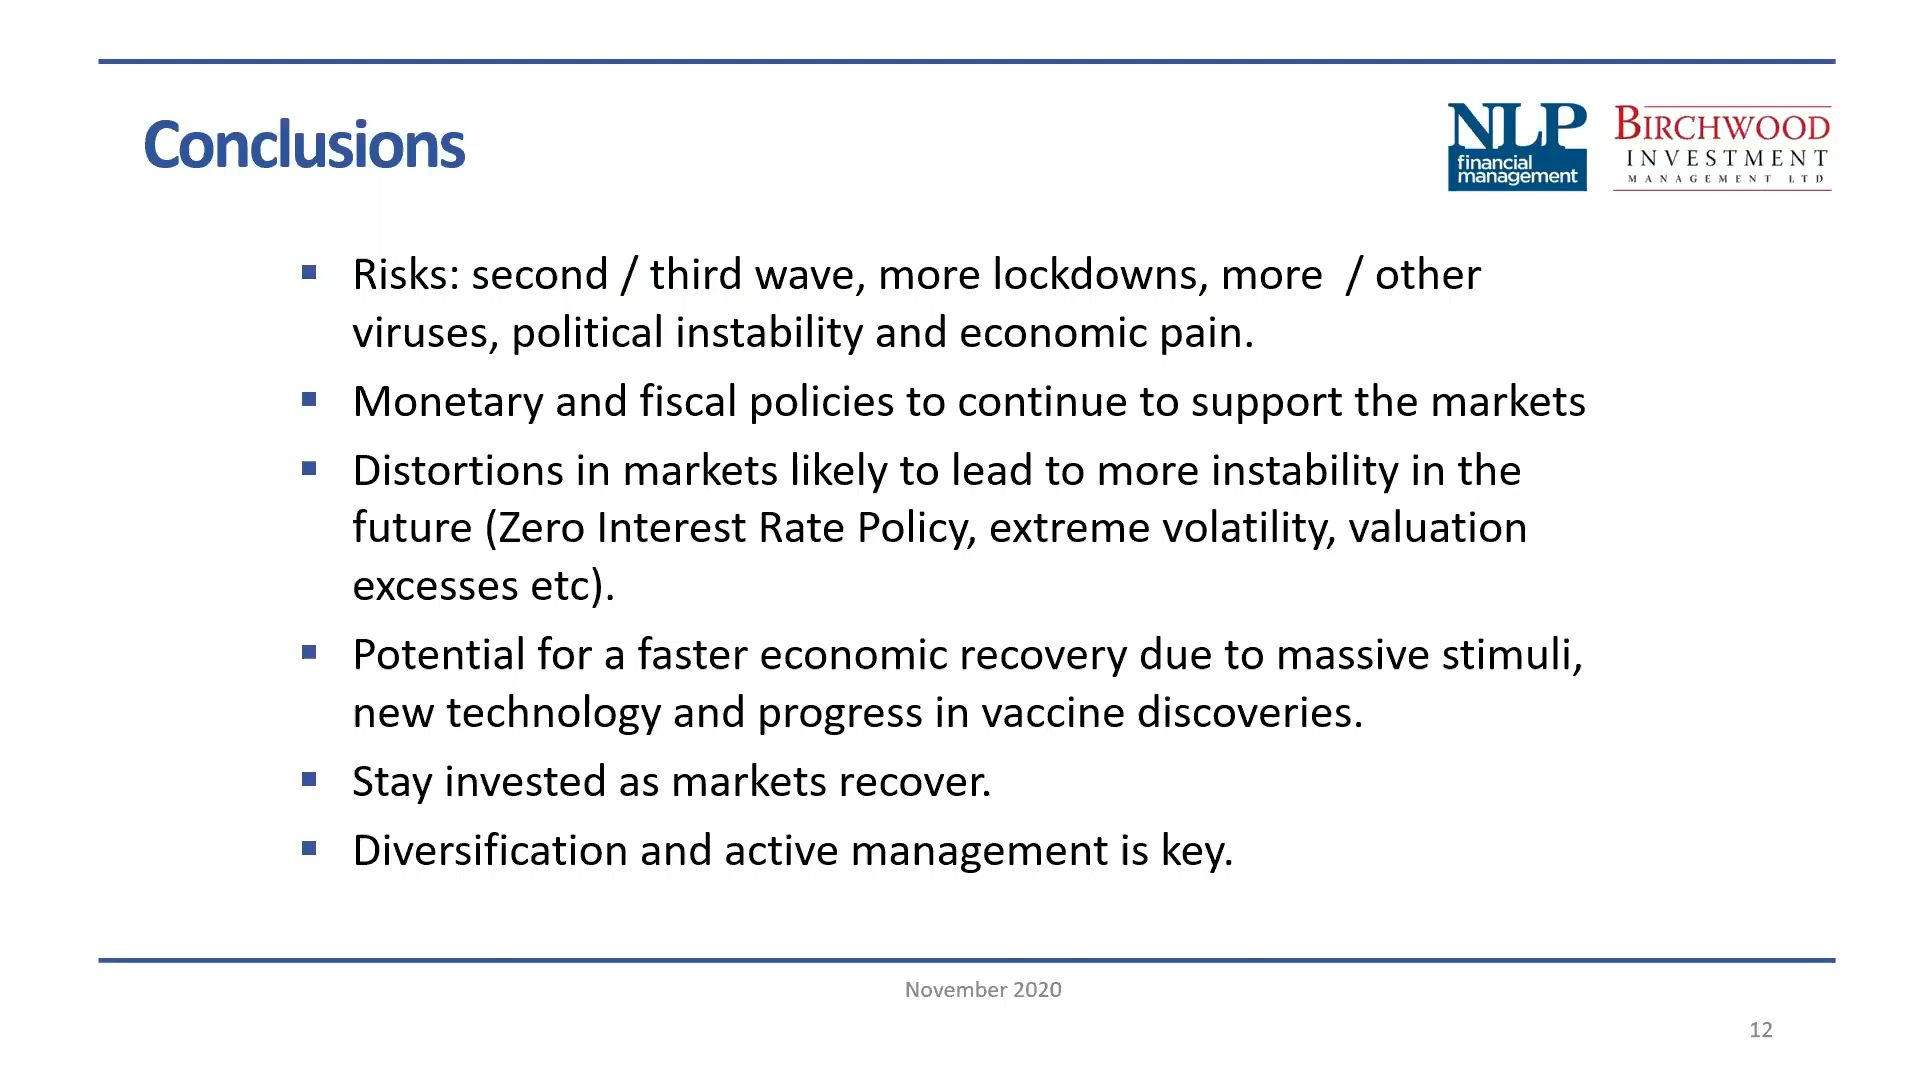 Conclusions
NLP
financial
management
BIRCHWOOD
INVESTMENT
MANAGEMENT LTD
▪ Risks: second / third wave, more lockdowns, more  / other
viruses, political instability and economic pain.
▪ Monetary and fiscal policies to continue to support the markets
▪ Distortions in markets likely to lead to more instability in the
future (Zero Interest Rate Policy, extreme volatility, valuation
excesses etc).
▪ Potential for a faster economic recovery due to massive stimuli,
new technology and progress in vaccine discoveries.
▪ Stay invested as markets recover.
▪ Diversification and active management is key.
November 2020
12